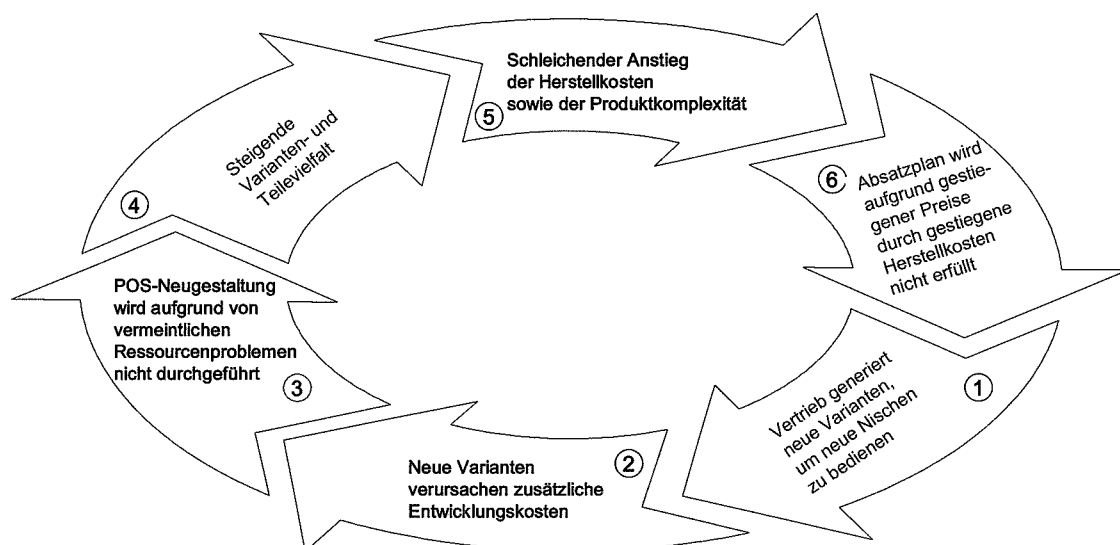 1
Vertrieb generiert
neue Varianten,
um neue Nischen
zu bedienen
2
Neue Varianten
verursachen zusätzliche
Entwicklungskosten
3
POS-Neugestaltung
wird aufgrund von
vermeintlichen
Ressourcenproblemen
nicht durchgeführt
4
Steigende
Varianten- und
Teilevielfalt
5
Schleichender Anstieg
der Herstellkosten
sowie der Produktkomplexität
6
Absatzplan wird
aufgrund gestie-
gener Preise
durch gestiegene
Herstellkosten
nicht erfüllt